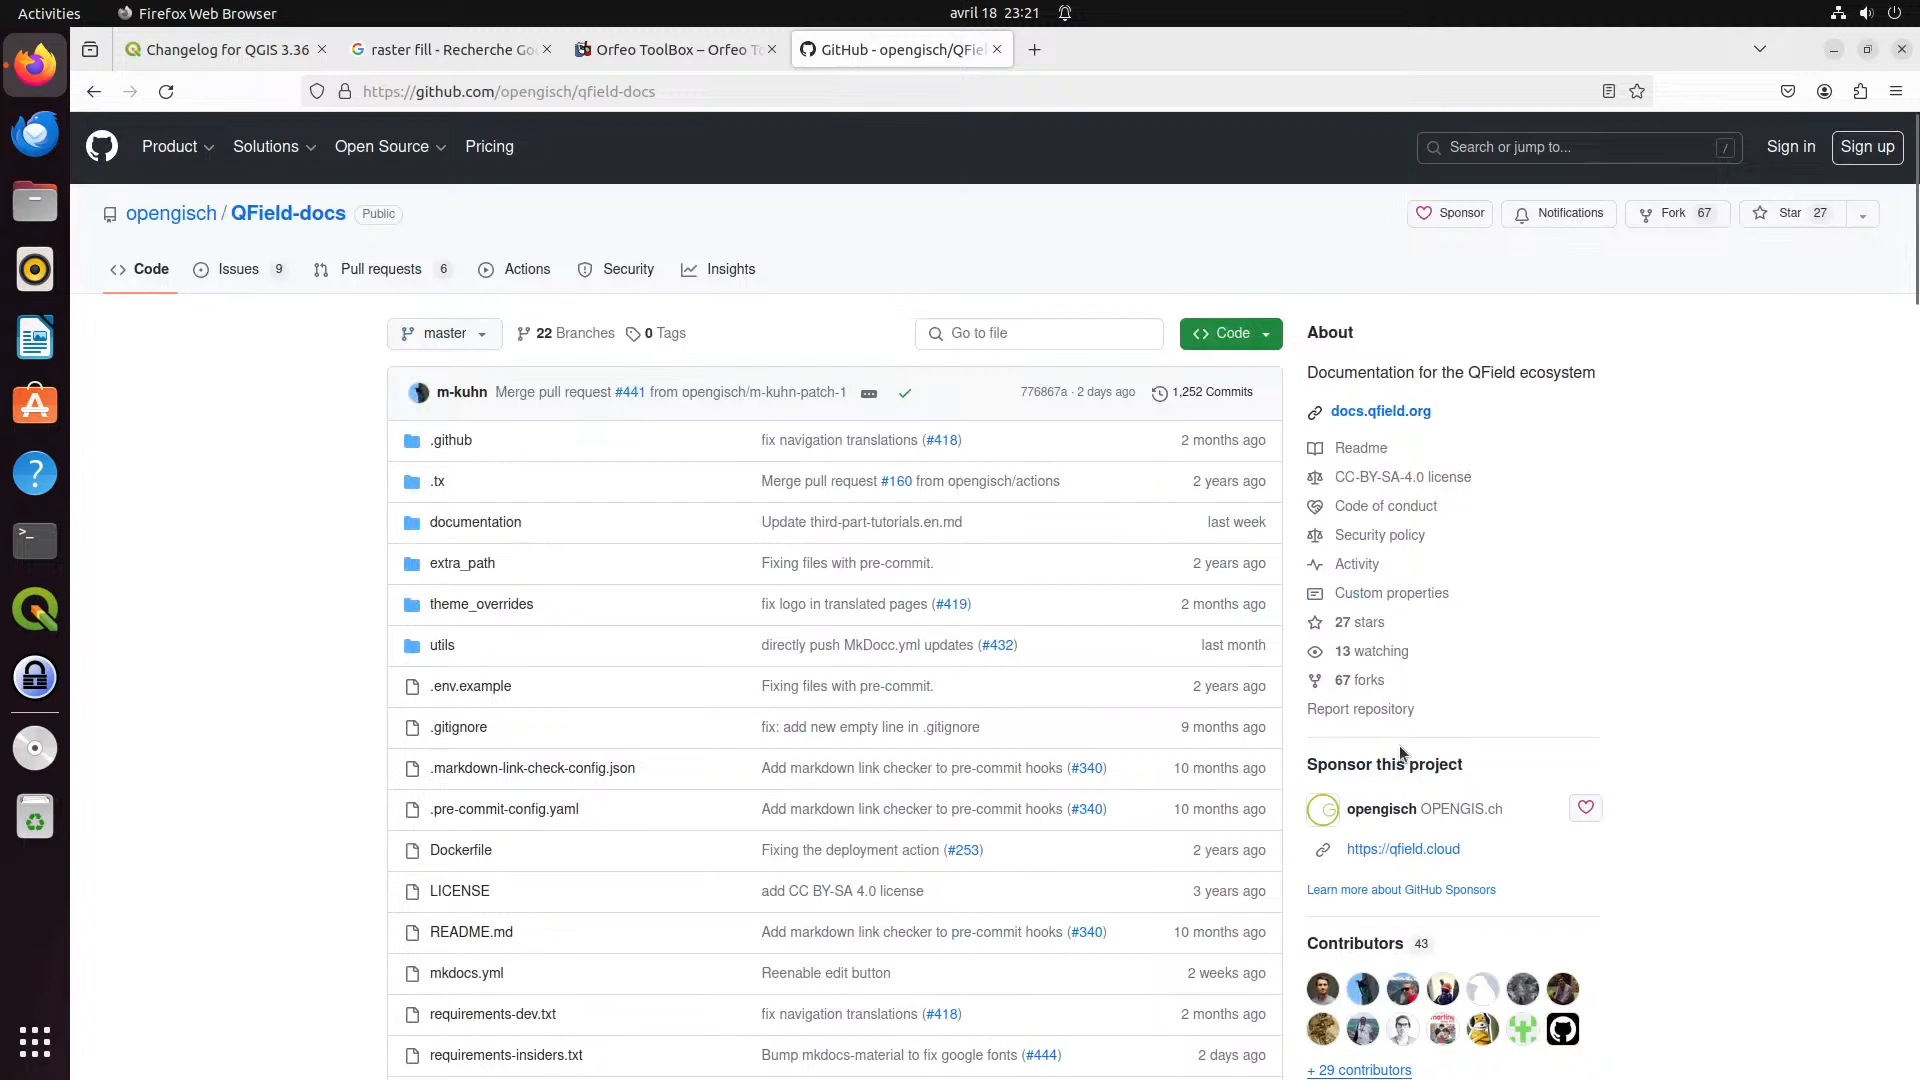 Activities Firefox Web Browser avril 18 23:21
Changelog for QGIS 3.36 raster fill - Recherche Go Orfeo ToolBox – Orfeo To GitHub - opengisch/QFiel
https://github.com/opengisch/qfield-docs
Product Solutions Open Source Pricing Search or jump to... / Sign in Sign up
opengisch / QField-docs Public Sponsor Notifications Fork 67 Star 27
Code Issues 9 Pull requests 6 Actions Security Insights
master 22 Branches 0 Tags Go to file Code
m-kuhn Merge pull request #441 from opengisch/m-kuhn-patch-1 776867a · 2 days ago 1,252 Commits
.github fix navigation translations (#418) 2 months ago
.tx Merge pull request #160 from opengisch/actions 2 years ago
documentation Update third-part-tutorials.en.md last week
extra_path Fixing files with pre-commit. 2 years ago
theme_overrides fix logo in translated pages (#419) 2 months ago
utils directly push MkDocc.yml updates (#432) last month
.env.example Fixing files with pre-commit. 2 years ago
.gitignore fix: add new empty line in .gitignore 9 months ago
.markdown-link-check-config.json Add markdown link checker to pre-commit hooks (#340) 10 months ago
.pre-commit-config.yaml Add markdown link checker to pre-commit hooks (#340) 10 months ago
Dockerfile Fixing the deployment action (#253) 2 years ago
LICENSE add CC BY-SA 4.0 license 3 years ago
README.md Add markdown link checker to pre-commit hooks (#340) 10 months ago
mkdocs.yml Reenable edit button 2 weeks ago
requirements-dev.txt fix navigation translations (#418) 2 months ago
requirements-insiders.txt Bump mkdocs-material to fix google fonts (#444) 2 days ago
About
Documentation for the QField ecosystem
docs.qfield.org
Readme
CC-BY-SA-4.0 license
Code of conduct
Security policy
Activity
Custom properties
27 stars
13 watching
67 forks
Report repository
Sponsor this project
opengisch OPENGIS.ch
https://qfield.cloud
Learn more about GitHub Sponsors
Contributors 43
+ 29 contributors